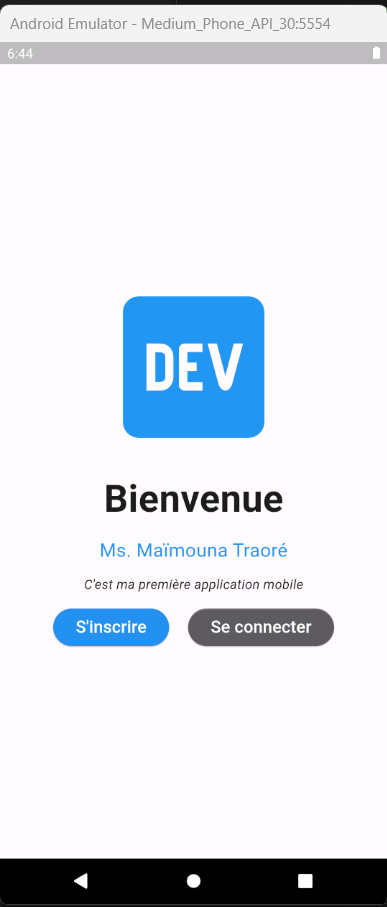 Android Emulator - Medium_Phone_API_30:5554
6:44
DEV
Bienvenue
Ms. Maïmouna Traoré
C'est ma première application mobile
S'inscrire Se connecter